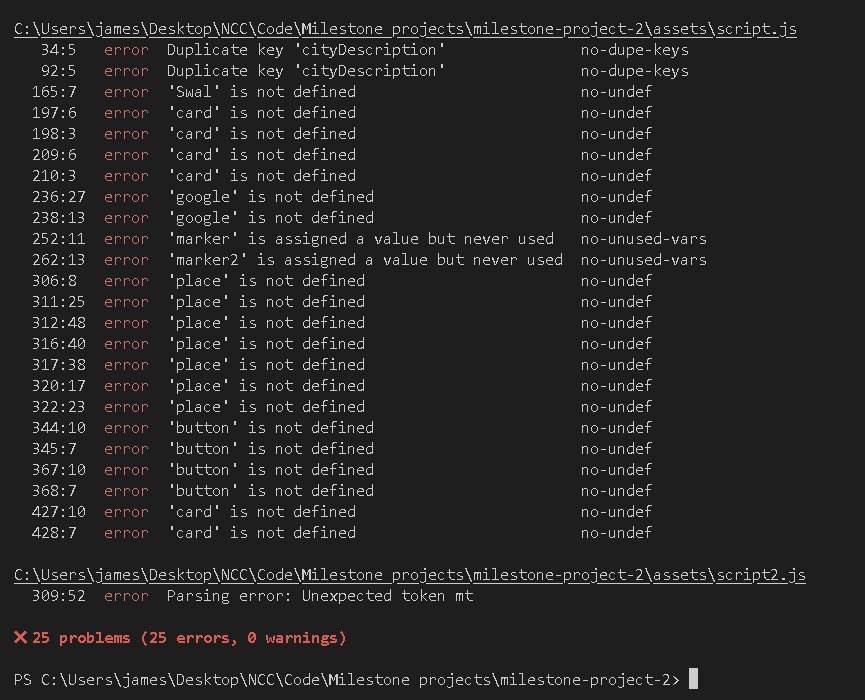 C:\Users\james\Desktop\NCC\Code\Milestone projects\milestone-project-2\assets\script.js
34:5 error Duplicate key 'cityDescription' no-dupe-keys
92:5 error Duplicate key 'cityDescription' no-dupe-keys
165:7 error 'Swal' is not defined no-undef
197:6 error 'card' is not defined no-undef
198:3 error 'card' is not defined no-undef
209:6 error 'card' is not defined no-undef
210:3 error 'card' is not defined no-undef
236:27 error 'google' is not defined no-undef
238:13 error 'google' is not defined no-undef
252:11 error 'marker' is assigned a value but never used no-unused-vars
262:13 error 'marker2' is assigned a value but never used no-unused-vars
306:8 error 'place' is not defined no-undef
311:25 error 'place' is not defined no-undef
312:48 error 'place' is not defined no-undef
316:40 error 'place' is not defined no-undef
317:38 error 'place' is not defined no-undef
320:17 error 'place' is not defined no-undef
322:23 error 'place' is not defined no-undef
344:10 error 'button' is not defined no-undef
345:7 error 'button' is not defined no-undef
367:10 error 'button' is not defined no-undef
368:7 error 'button' is not defined no-undef
427:10 error 'card' is not defined no-undef
428:7 error 'card' is not defined no-undef
C:\Users\james\Desktop\NCC\Code\Milestone projects\milestone-project-2\assets\script2.js
309:52 error Parsing error: Unexpected token mt
✖ 25 problems (25 errors, 0 warnings)
PS C:\Users\james\Desktop\NCC\Code\Milestone projects\milestone-project-2>